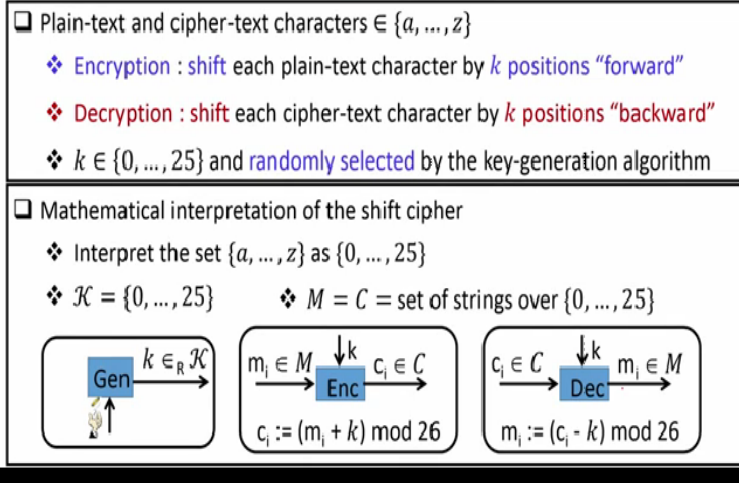 ❑ Plain-text and cipher-text characters ∈ {a, ..., z}
❖ Encryption : shift each plain-text character by k positions “forward”
❖ Decryption : shift each cipher-text character by k positions “backward”
❖ k ∈ {0, ..., 25} and randomly selected by the key-generation algorithm
❑ Mathematical interpretation of the shift cipher
❖ Interpret the set {a, ..., z} as {0, ..., 25}
❖ 𝒦 = {0, ..., 25} ❖ M = C = set of strings over {0, ..., 25}
Gen k ∈R 𝒦
mi ∈ M k ci ∈ C
Enc
ci := (mi + k) mod 26
ci ∈ C k mi ∈ M
Dec
mi := (ci - k) mod 26